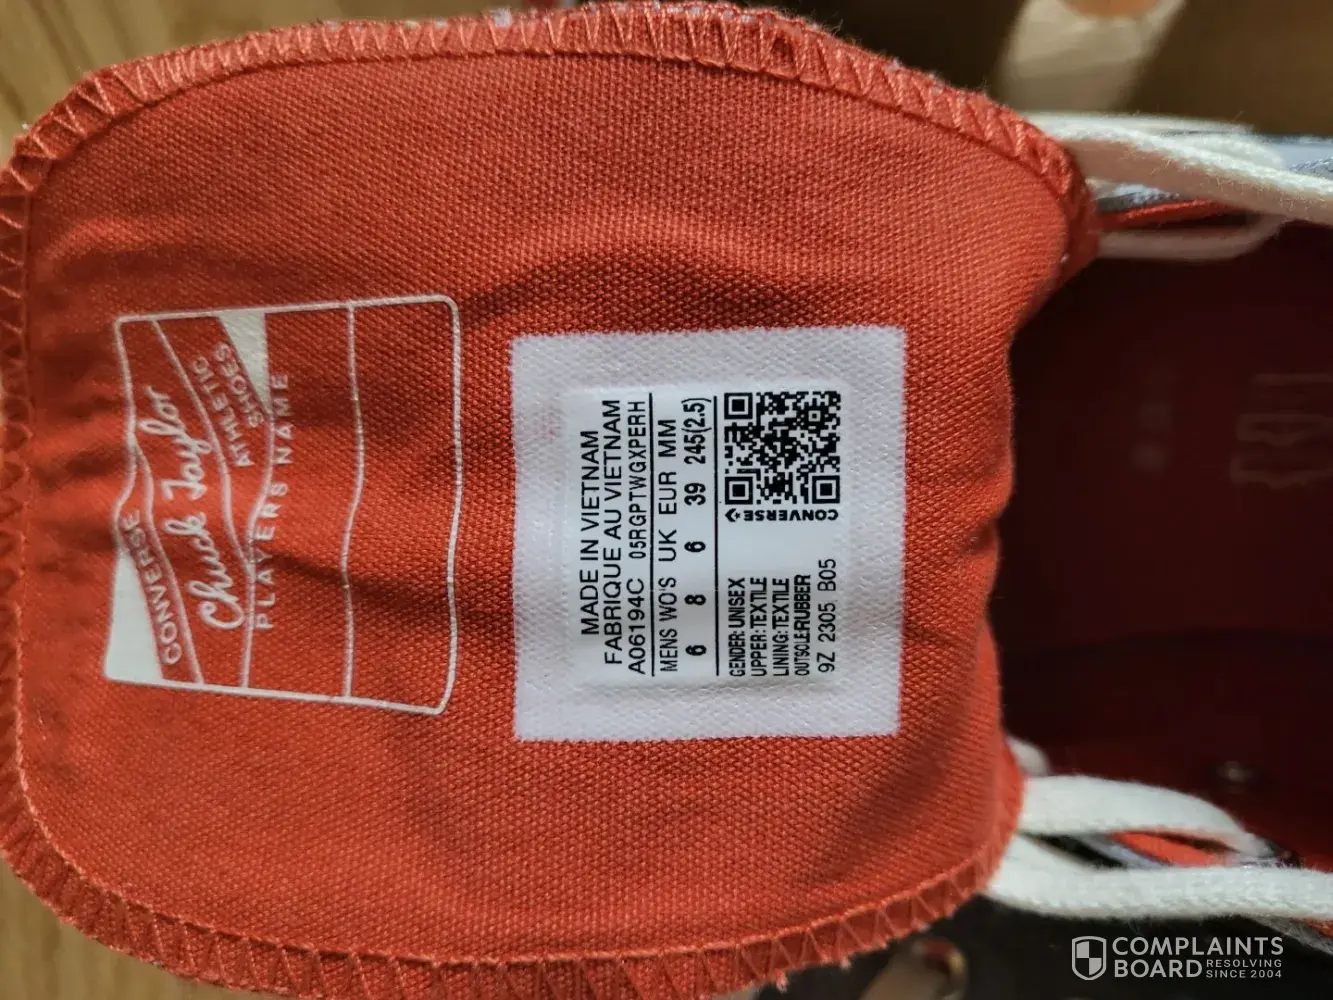 CONVERSE
Chuck Taylor
ATHLETIC
SHOES
PLAYERS NAME
MADE IN VIETNAM
FABRIQUE AU VIETNAM
A06194C 05RGPTWGXPERH
MENS WO'S UK EUR MM
6 8 6 39 245(2.5)
GENDER: UNISEX
UPPER: TEXTILE
LINING: TEXTILE
OUTSOLE:RUBBER
9Z 2305 B05
CONVERSE
COMPLAINTS
BOARD RESOLVING
SINCE 2004